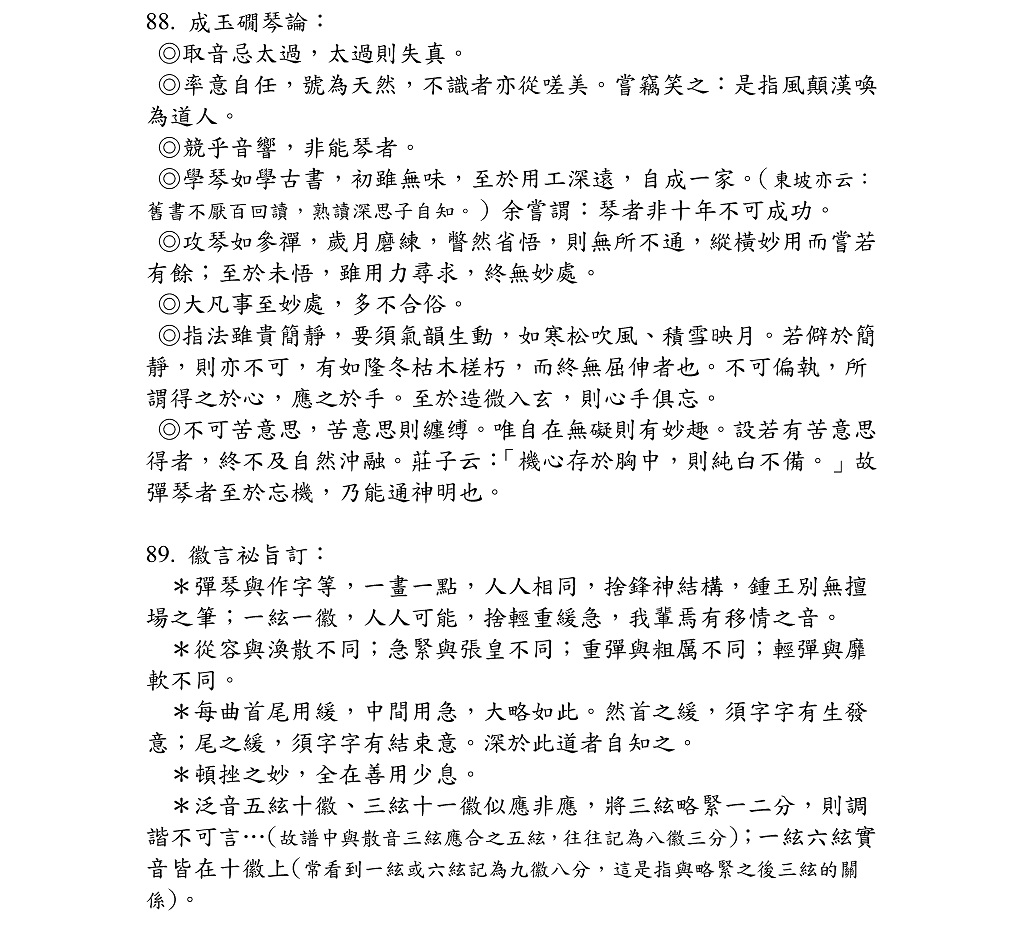 88. 成玉磵琴論：
◎取音忌太過，太過則失真。
◎率意自任，號為天然，不識者亦從嗟美。嘗竊笑之：是指風顛漢喚
為道人。
◎競乎音響，非能琴者。
◎學琴如學古書，初雖無味，至於用工深遠，自成一家。（東坡亦云：
舊書不厭百回讀，熟讀深思子自知。）余嘗謂：琴者非十年不可成功。
◎攻琴如參禪，歲月磨練，瞥然省悟，則無所不通，縱橫妙用而嘗若
有餘；至於未悟，雖用力尋求，終無妙處。
◎大凡事至妙處，多不合俗。
◎指法雖貴簡靜，要須氣韻生動，如寒松吹風、積雪映月。若僻於簡
靜，則亦不可，有如隆冬枯木槎朽，而終無屈伸者也。不可偏執，所
謂得之於心，應之於手。至於造微入玄，則心手俱忘。
◎不可苦意思，苦意思則纏缚。唯自在無礙則有妙趣。設若有苦意思
得者，終不及自然沖融。莊子云：「機心存於胸中，則純白不備。」故
彈琴者至於忘機，乃能通神明也。
89. 徽言祕旨訂：
＊彈琴與作字等，一畫一點，人人相同，捨鋒神結構，鍾王別無擅
場之筆；一絃一徽，人人可能，捨輕重緩急，我輩焉有移情之音。
＊從容與渙散不同；急緊與張皇不同；重彈與粗厲不同；輕彈與靡
軟不同。
＊每曲首尾用緩，中間用急，大略如此。然首之緩，須字字有生發
意；尾之緩，須字字有結束意。深於此道者自知之。
＊頓挫之妙，全在善用少息。
＊泛音五絃十徽、三絃十一徽似應非應，將三絃略緊一二分，則調
諧不可言…(故譜中與散音三絃應合之五絃，往往記為八徽三分)；一絃六絃實
音皆在十徽上(常看到一絃或六絃記為九徽八分，這是指與略緊之後三絃的關
係)。